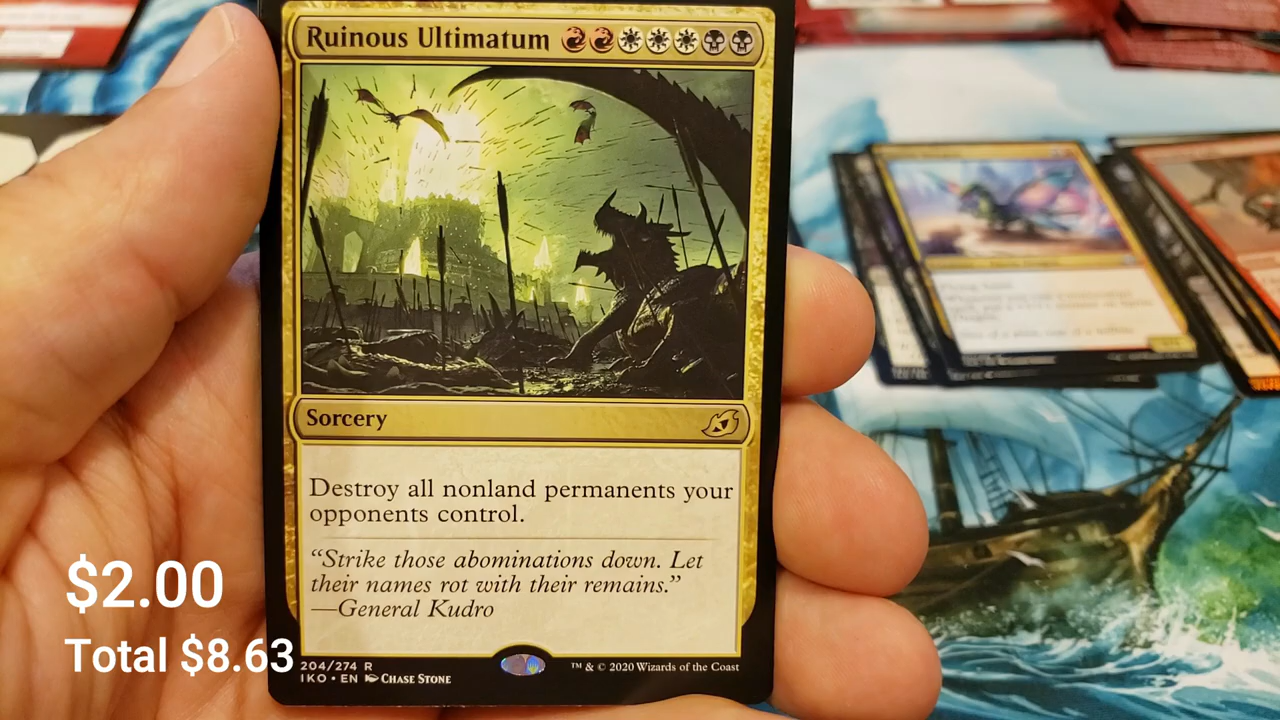 Ruinous Ultimatum
Sorcery
Destroy all nonland permanents your
opponents control.
“Strike those abominations down. Let
their names rot with their remains.”
—General Kudro
204/274 R
IKO • EN CHASE STONE
™ & © 2020 Wizards of the Coast
$2.00
Total $8.63